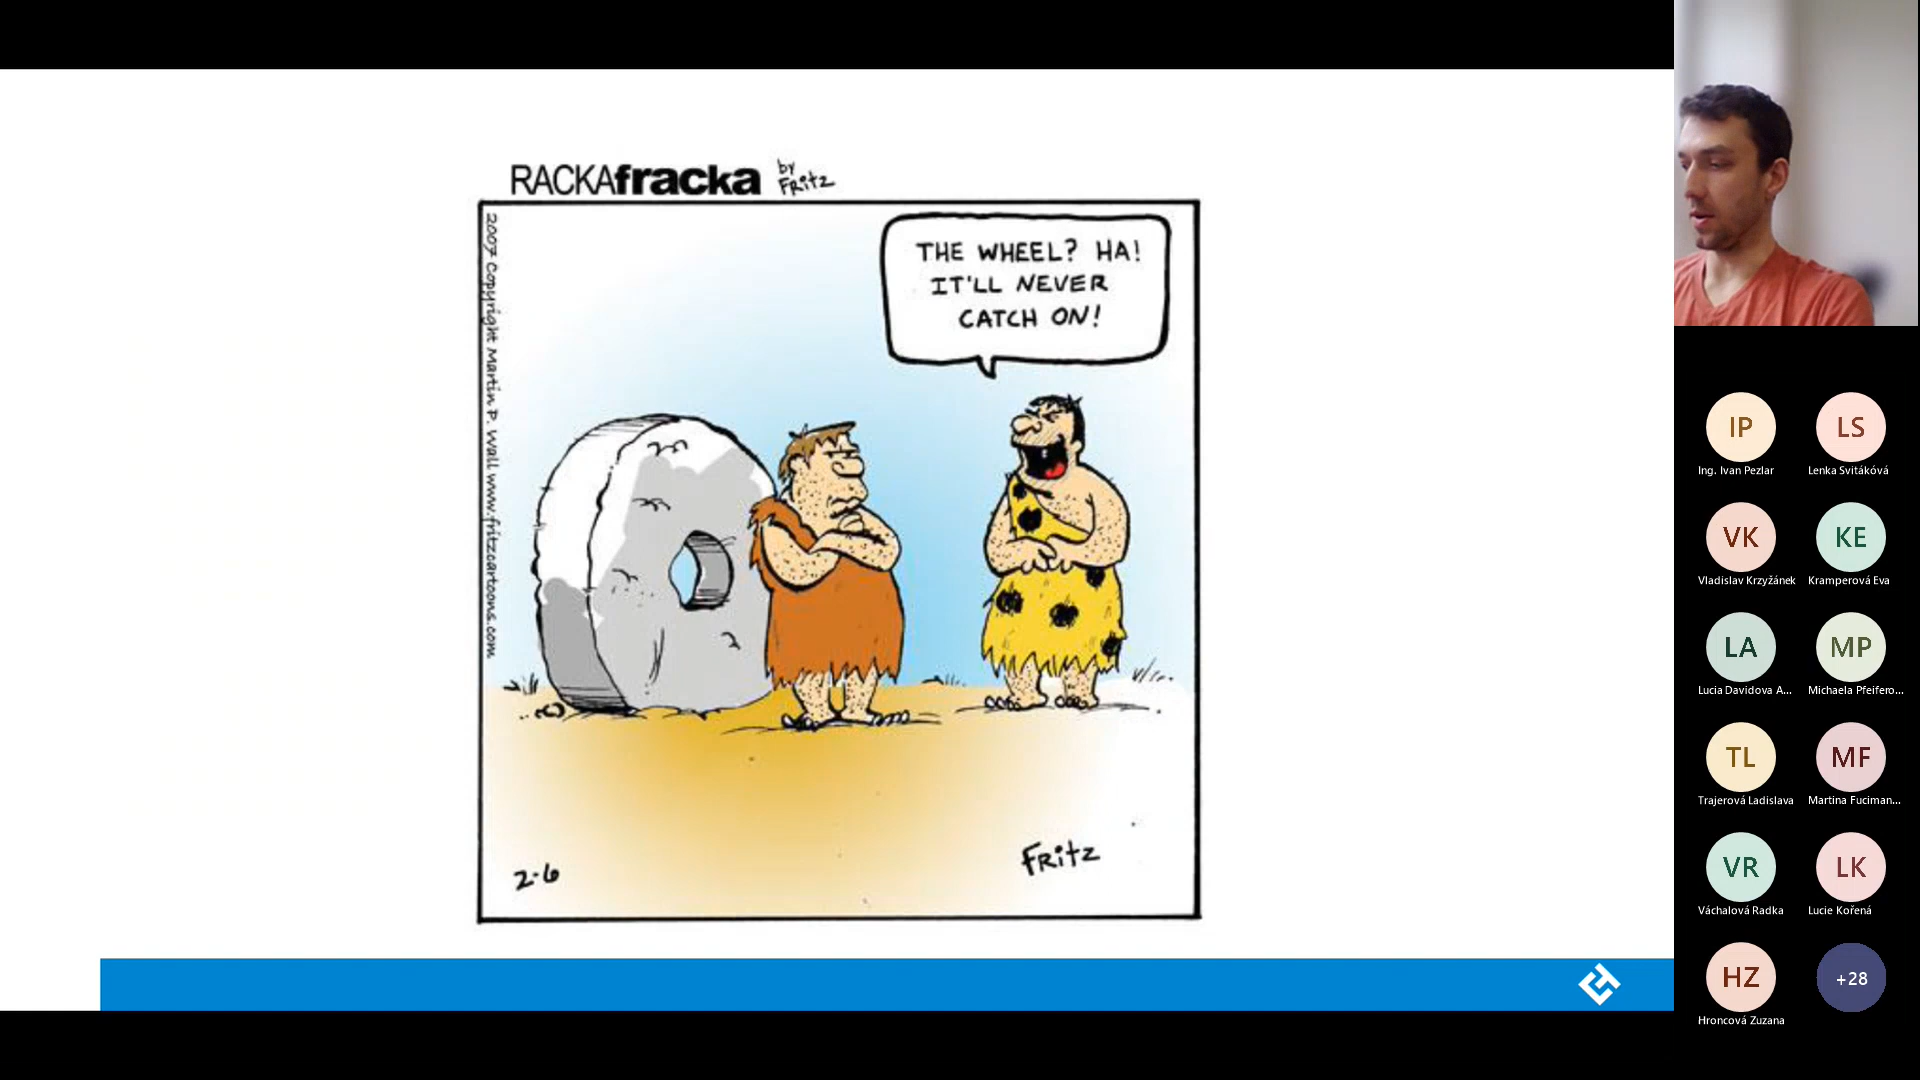 RACKAfracka by Fritz
2007 Copyright Martin P. Wall www.fritzcartoons.com
THE WHEEL? HA!
IT'LL NEVER
CATCH ON!
2-6
Fritz
IP
Ing. Ivan Pezlar
LS
Lenka Svitáková
VK
Vladislav Krzyžánek
KE
Kramperová Eva
LA
Lucia Davidova A...
MP
Michaela Pfeifero...
TL
Trajerová Ladislava
MF
Martina Fuciman...
VR
Váchalová Radka
LK
Lucie Kořená
HZ
Hroncová Zuzana
+28